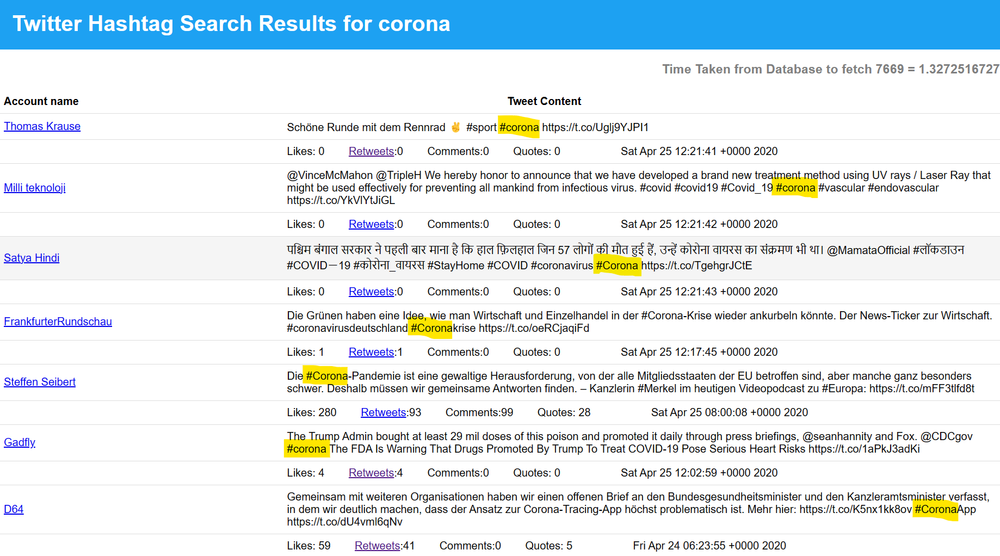 Twitter Hashtag Search Results for corona
Time Taken from Database to fetch 7669 = 1.3272516727
Account name Tweet Content
Thomas Krause Schöne Runde mit dem Rennrad ✌ #sport #corona https://t.co/Uglj9YJPI1
Likes: 0 Retweets:0 Comments:0 Quotes: 0 Sat Apr 25 12:21:41 +0000 2020
@VinceMcMahon @TripleH We hereby honor to announce that we have developed a brand new treatment method using UV rays / Laser Ray that
Milli teknoloji might be used effectively for preventing all mankind from infectious virus. #covid #covid19 #Covid_19 #corona #vascular #endovascular
https://t.co/YkVlYtJiGL
Likes: 0 Retweets:0 Comments:0 Quotes: 0 Sat Apr 25 12:21:42 +0000 2020
Satya Hindi पश्चिम बंगाल सरकार ने पहली बार माना है कि हाल फ़िलहाल जिन 57 लोगों की मौत हुई हैं, उन्हें कोरोना वायरस का संक्रमण भी था। @MamataOfficial #लॉकडाउन
#COVID—19 #कोरोना_वायरस #StayHome #COVID #coronavirus #Corona https://t.co/TgehgrJCtE
Likes: 0 Retweets:0 Comments:0 Quotes: 0 Sat Apr 25 12:21:43 +0000 2020
FrankfurterRundschau Die Grünen haben eine Idee, wie man Wirtschaft und Einzelhandel in der #Corona-Krise wieder ankurbeln könnte. Der News-Ticker zur Wirtschaft.
#coronavirusdeutschland #Coronakrise https://t.co/oeRCjaqiFd
Likes: 1 Retweets:1 Comments:0 Quotes: 0 Sat Apr 25 12:17:45 +0000 2020
Steffen Seibert Die #Corona-Pandemie ist eine gewaltige Herausforderung, von der alle Mitgliedsstaaten der EU betroffen sind, aber manche ganz besonders
schwer. Deshalb müssen wir gemeinsame Antworten finden. – Kanzlerin #Merkel im heutigen Videopodcast zu #Europa: https://t.co/mFF3tlfd8t
Likes: 280 Retweets:93 Comments:99 Quotes: 28 Sat Apr 25 08:00:08 +0000 2020
Gadfly The Trump Admin bought at least 29 mil doses of this poison and promoted it daily through press briefings, @seanhannity and Fox. @CDCgov
#corona The FDA Is Warning That Drugs Promoted By Trump To Treat COVID-19 Pose Serious Heart Risks https://t.co/1aPkJ3adKi
Likes: 4 Retweets:4 Comments:0 Quotes: 0 Sat Apr 25 12:02:59 +0000 2020
Gemeinsam mit weiteren Organisationen haben wir einen offenen Brief an den Bundesgesundheitsminister und den Kanzleramtsminister verfasst,
D64 in dem wir deutlich machen, dass der Ansatz zur Corona-Tracing-App höchst problematisch ist. Mehr hier: https://t.co/K5nx1kk8ov #CoronaApp
https://t.co/dU4vml6qNv
Likes: 59 Retweets:41 Comments:0 Quotes: 5 Fri Apr 24 06:23:55 +0000 2020